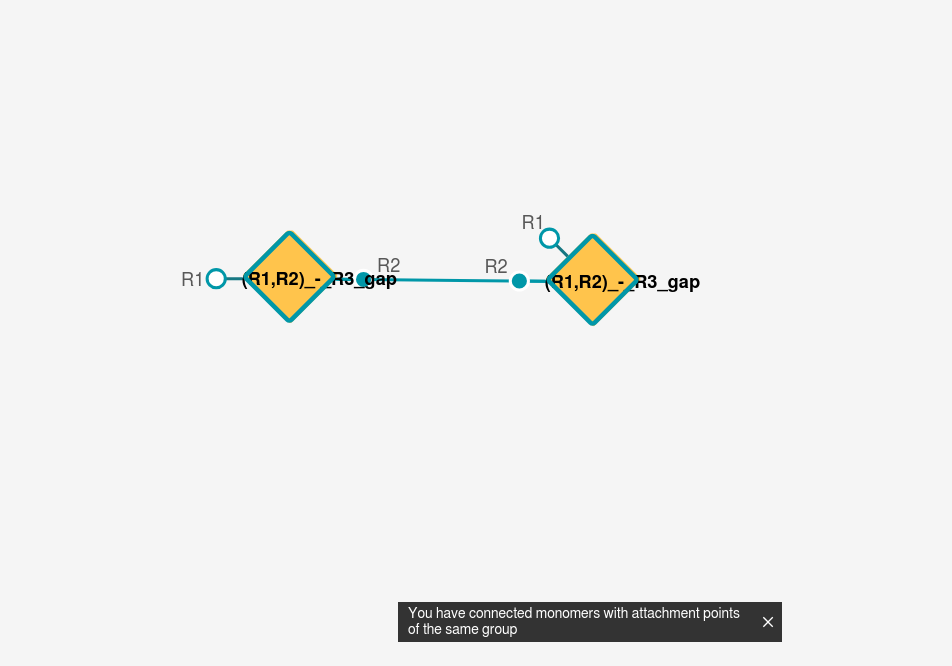 R1
R2
R1
R2
(R1,R2)_-_R3_gap
(R1,R2)_-_R3_gap
You have connected monomers with attachment points
of the same group